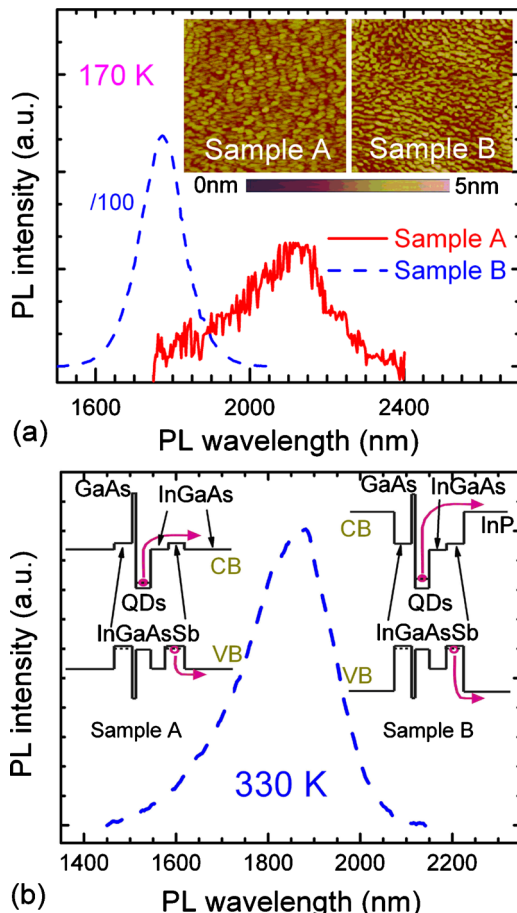 170 K
PL intensity (a.u.)
/100
Sample A
Sample B
0nm
5nm
Sample A
Sample B
1600
2000
2400
(a)
PL wavelength (nm)
PL intensity (a.u.)
GaAs
InGaAs
CB
QDs
InGaAsSb
VB
Sample A
GaAs
InGaAs
CB
InP
QDs
InGaAsSb
VB
Sample B
330 K
1400
1600
1800
2000
2200
(b)
PL wavelength (nm)